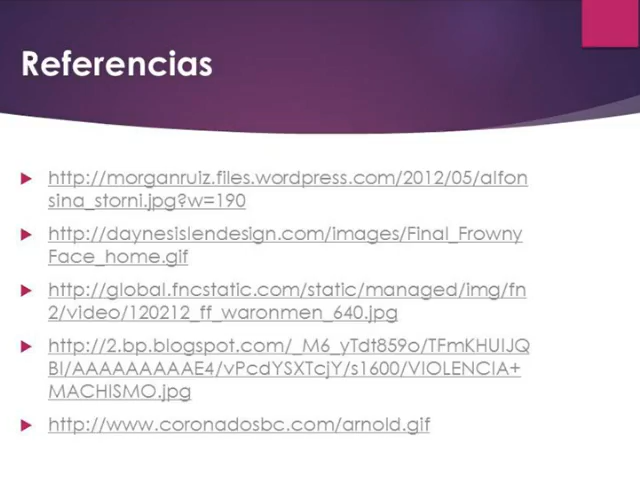 Referencias
http://morganruiz.files.wordpress.com/2012/05/alfon
sina_storni.jpg?w=190
http://daynesislendesign.com/images/Final_Frowny
Face_home.gif
http://global.fncstatic.com/static/managed/img/fn
2/video/120212_ff_waronmen_640.jpg
http://2.bp.blogspot.com/_M6_yTdt859o/TFmKHUIJQ
BI/AAAAAAAAAE4/vPcdYSXTcjY/s1600/VIOLENCIA+
MACHISMO.jpg
http://www.coronadosbc.com/arnold.gif